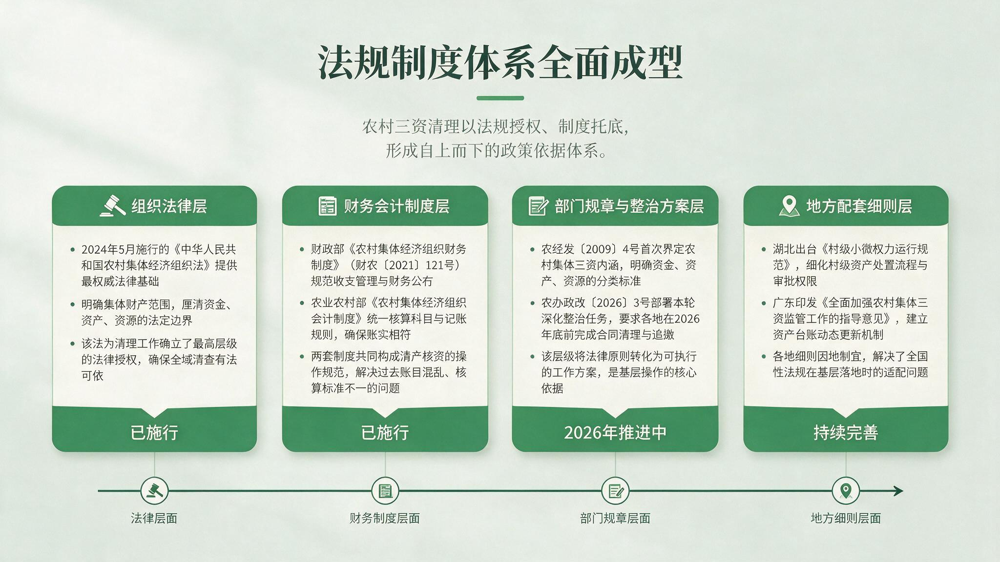 法规制度体系全面成型
农村三资清理以法规授权、制度托底，
形成自上而下的政策依据体系。
组织法律层
• 2024年5月施行的《中华人民共
和国农村集体经济组织法》提供
最权威法律基础
• 明确集体财产范围，厘清资金、
资产、资源的法定边界
• 该法为清理工作确立了最高层级
的法律授权，确保全域清查有法
可依
已施行
财务会计制度层
• 财政部《农村集体经济组织财务
制度》（财农〔2021〕121号）
规范收支管理与财务公布
• 农业农村部《农村集体经济组织
会计制度》统一核算科目与记账
规则，确保账实相符
• 两套制度共同构成清产核资的操
作规范，解决过去账目混乱、核
算标准不一的问题
已施行
部门规章与整治方案层
• 农经发〔2009〕4号首次界定农
村集体三资内涵，明确资金、资
产、资源的分类标准
• 农办政改〔2026〕3号部署本轮
深化整治任务，要求各地在2026
年底前完成合同清理与追撤
• 该层级将法律原则转化为可执行
的工作方案，是基层操作的核心
依据
2026年推进中
地方配套细则层
• 湖北出台《村级小微权力运行规
范》，细化村级资产处置流程与
审批权限
• 广东印发《全面加强农村集体三
资监管工作的指导意见》，建立
资产台账动态更新机制
• 各地细则因地制宜，解决了全国
性法规在基层落地时的适配问题
持续完善
法律层面
财务制度层面
部门规章层面
地方细则层面